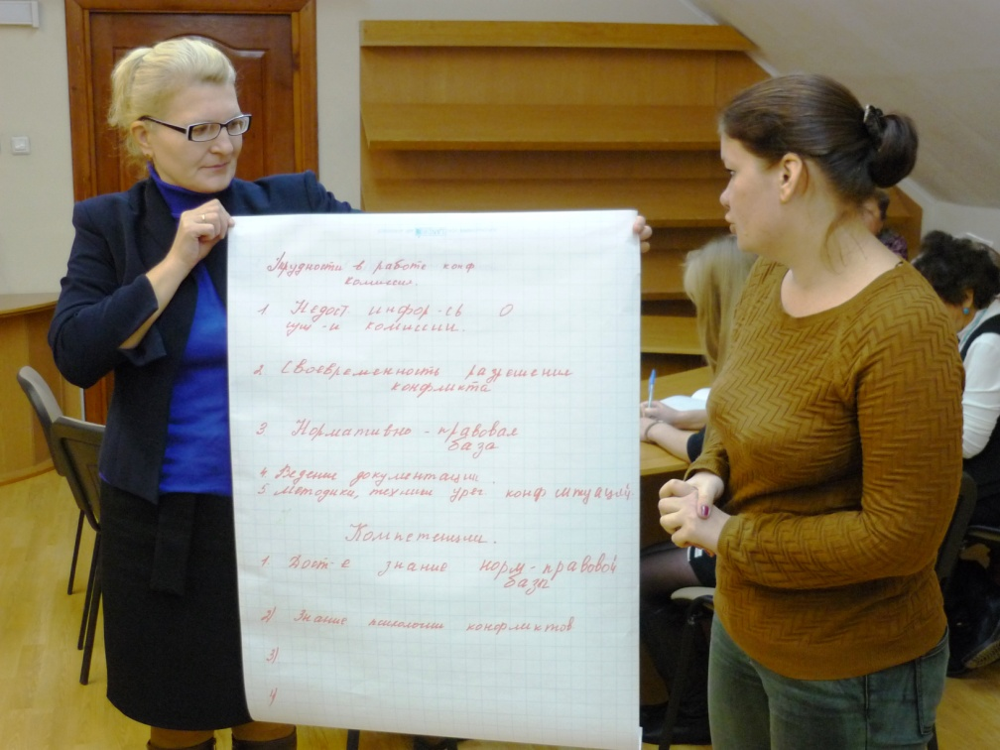 Трудности в работе конф
комиссии.
1 Недост инфор-сь о
сущ-и комиссии.
2 Своевременность разрешения
конфликта
3. Нормативно-правовая
база
4 Ведение документации.
5 Методики, техники урег конф ситуаций
Компетенции.
1. Дост-е знание норм-правовой
базы
2) Знание психологии конфликтов
3)
4)